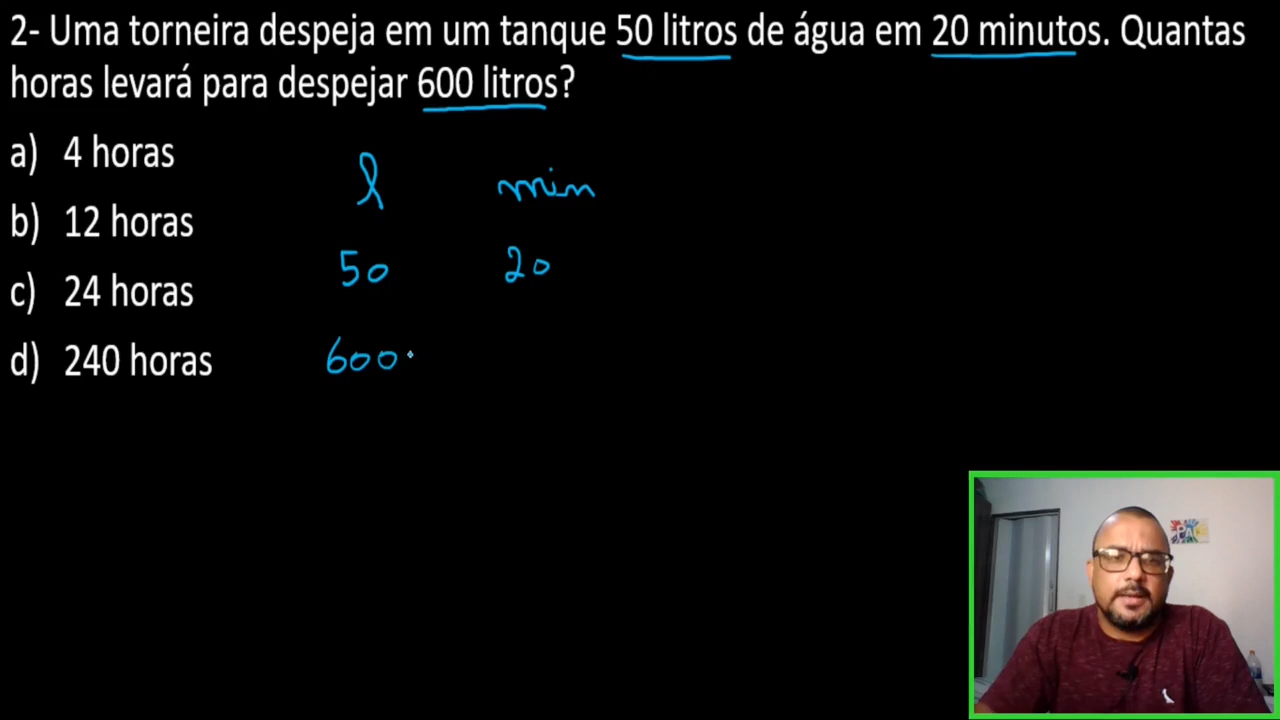 2- Uma torneira despeja em um tanque 50 litros de água em 20 minutos. Quantas
horas levará para despejar 600 litros?
a) 4 horas
b) 12 horas
c) 24 horas
d) 240 horas
l min
50 20
600